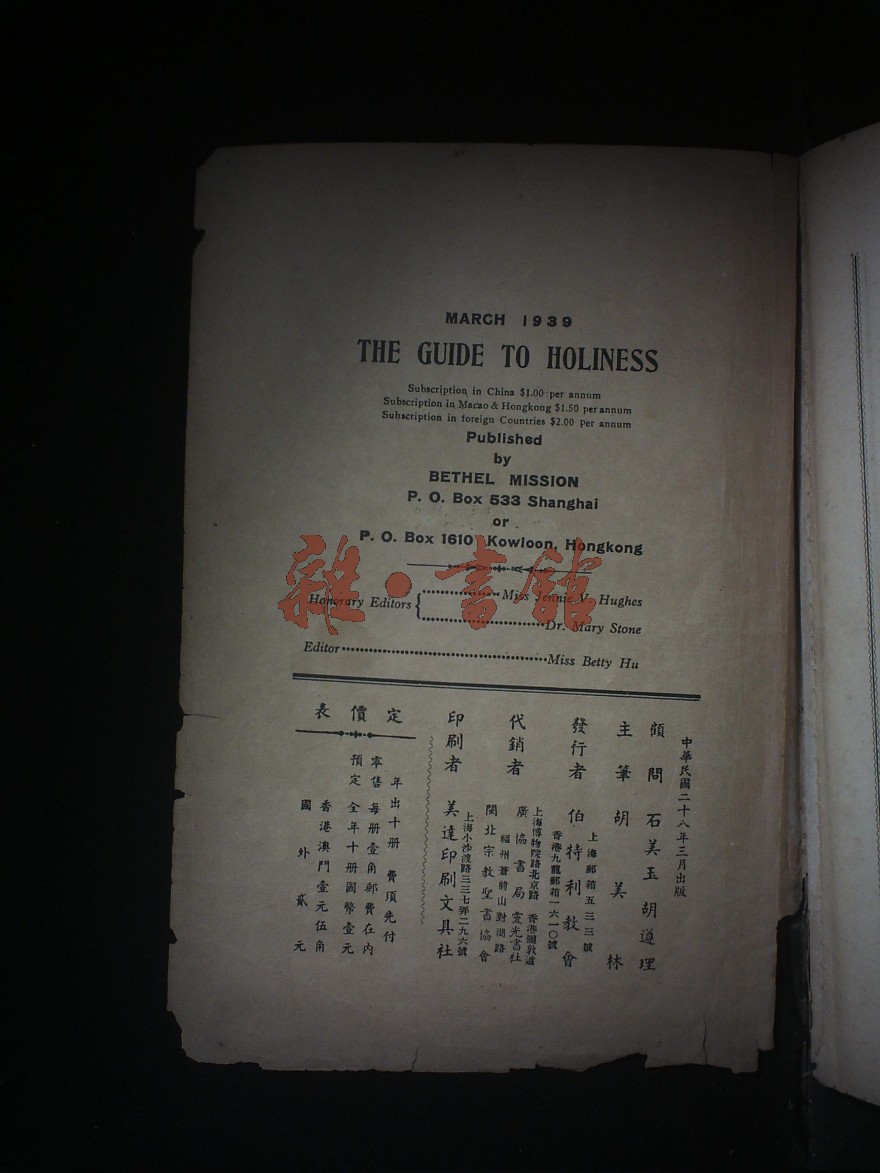 MARCH 1939
THE GUIDE TO HOLINESS
Subscription in China $1.00 per annum
Subscription in Macao & Hongkong $1.50 per annum
Subscription in foreign Countries $2.00 per annum
Published
by
BETHEL MISSION
P. O. Box 533 Shanghai
or
P. O. Box 1610 Kowloon, Hongkong
雜·書館
Honorary Editors { Miss Jennie V. Hughes
Dr. Mary Stone
Editor Miss Betty Hu
中華民國二十八年三月出版
顧問 石美玉 胡遵理
主筆 胡美林
發行者 伯特利教會
上海郵箱五三三號
香港九龍郵箱一六一〇號
代銷者
上海博物院路北京路 香港德輔道
廣協書局 靈光書社
福州蒼前山對湖路
閩北宗教聖書協會
印刷者 美達印刷文具社
上海小沙渡路三三七弄二九六號
定價表
年出十册 費須先付
零售 每册壹角郵費在内
預定 全年十册國幣壹元
香港澳門壹元伍角
國外貳元